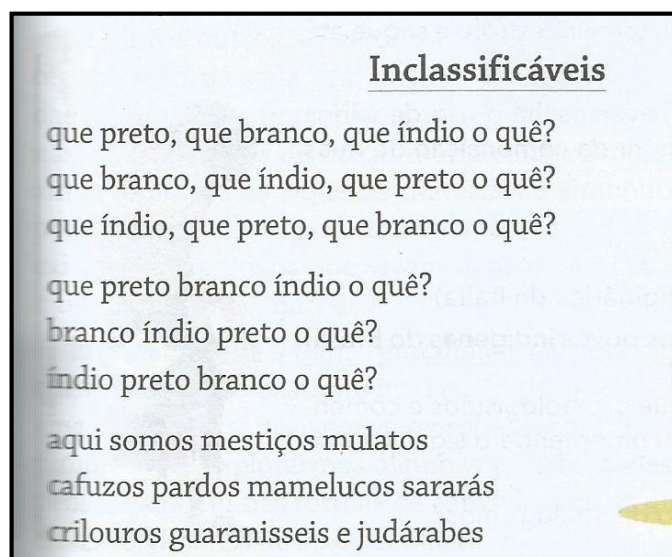 Inclassificáveis
que preto, que branco, que índio o quê?
que branco, que índio, que preto o quê?
que índio, que preto, que branco o quê?
que preto branco índio o quê?
branco índio preto o quê?
índio preto branco o quê?
aqui somos mestiços mulatos
cafuzos pardos mamelucos sararás
crilouros guaranisseis e judárabes